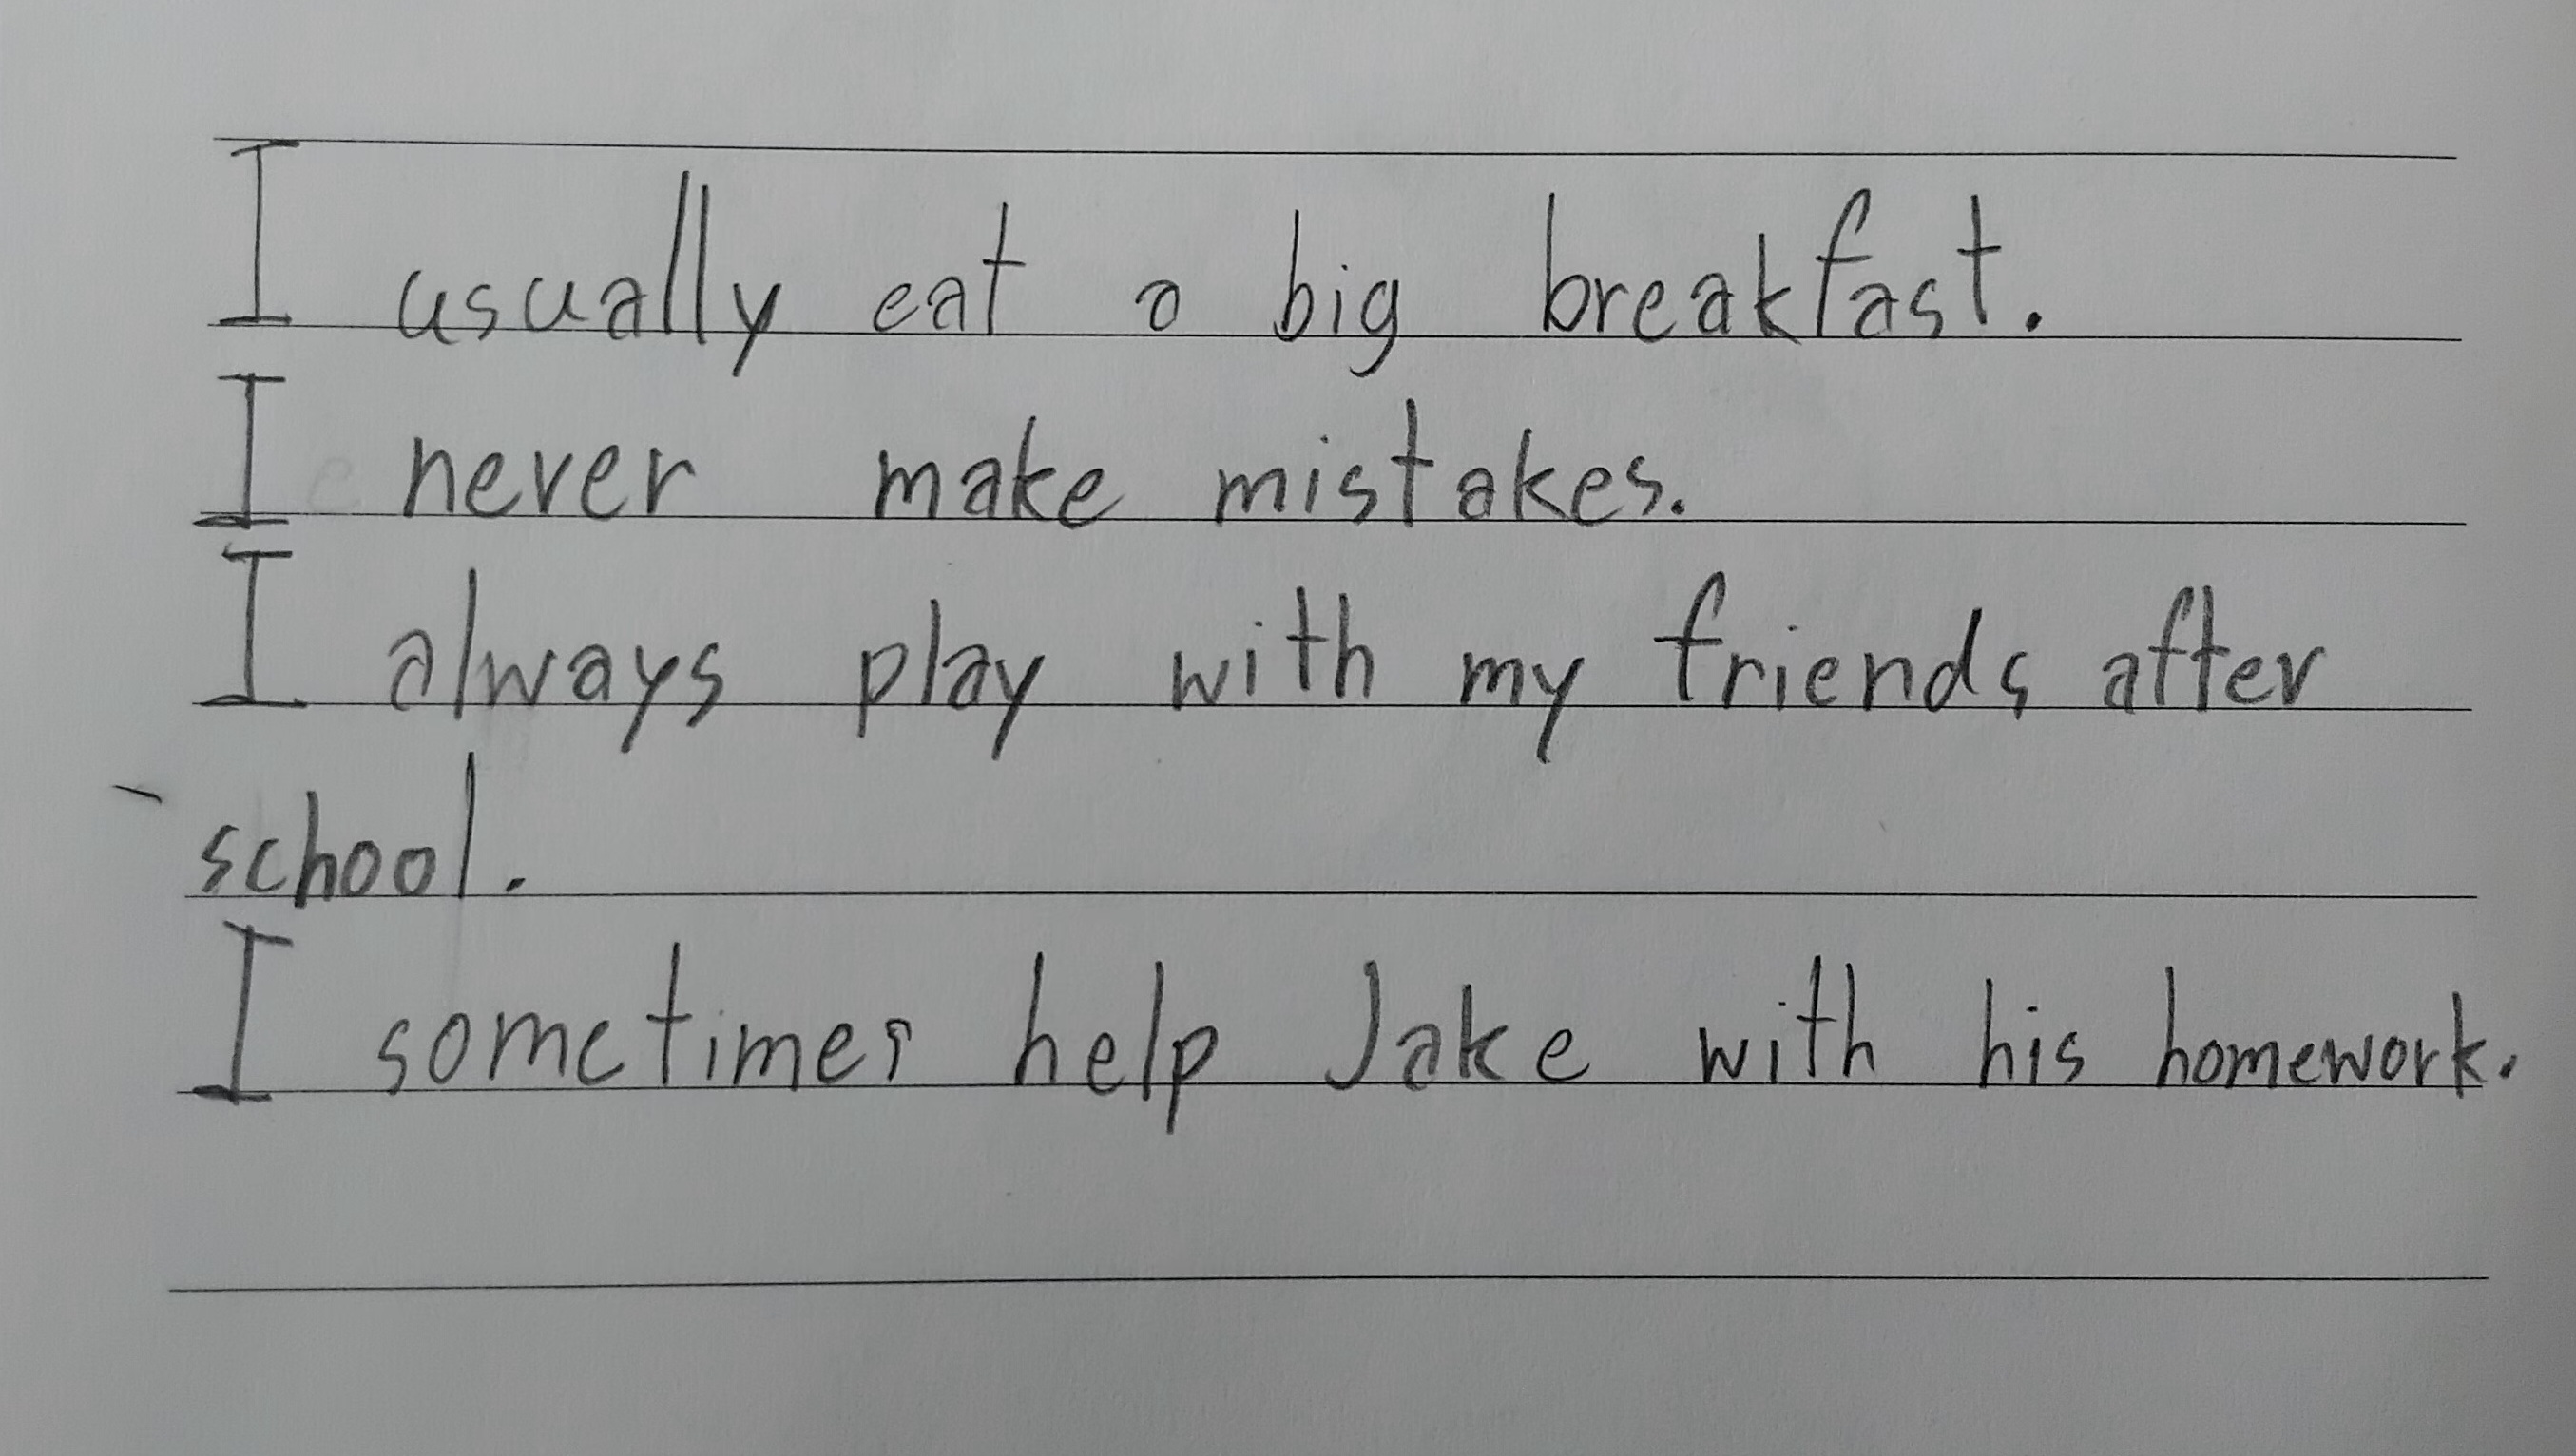 I usually eat a big breakfast.
I never make mistakes.
I always play with my friends after
school.
I sometimes help Jake with his homework.